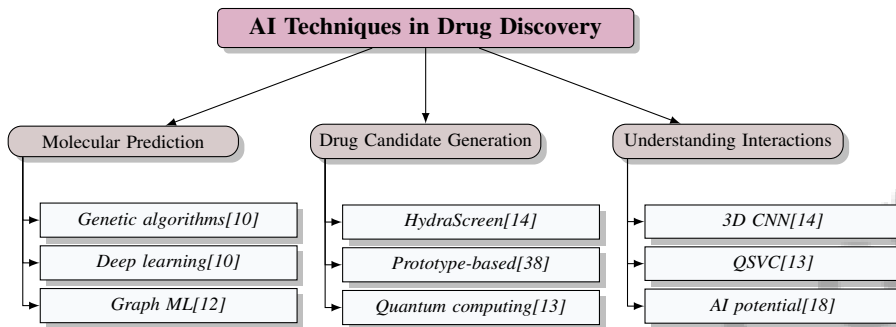 AI Techniques in Drug Discovery
Molecular Prediction
Genetic algorithms[10]
Deep learning[10]
Graph ML[12]
Drug Candidate Generation
HydraScreen[14]
Prototype-based[38]
Quantum computing[13]
Understanding Interactions
3D CNN[14]
QSVC[13]
AI potential[18]